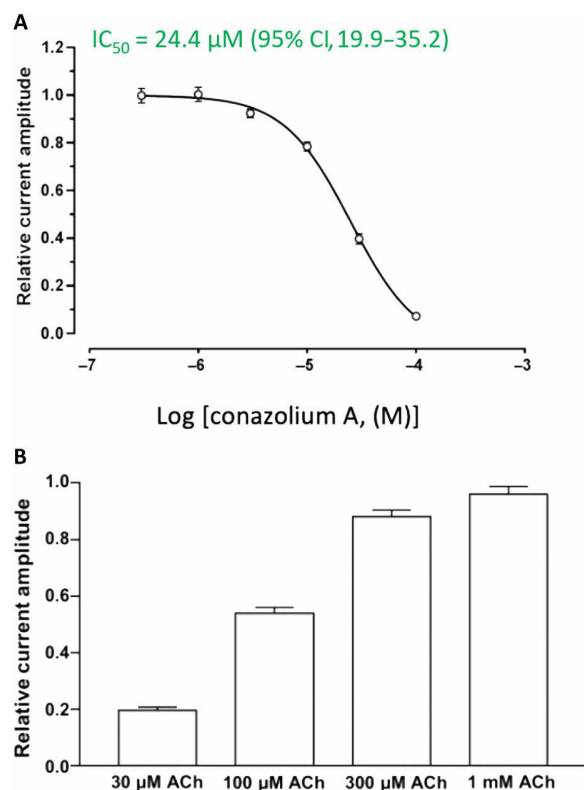 A
IC50 = 24.4 µM (95% CI, 19.9–35.2)
Relative current amplitude
1.2
1.0
0.8
0.6
0.4
0.2
0.0
–7 –6 –5 –4 –3
Log [conazolium A, (M)]
B
Relative current amplitude
1.0
0.8
0.6
0.4
0.2
0.0
30 µM ACh 100 µM ACh 300 µM ACh 1 mM ACh